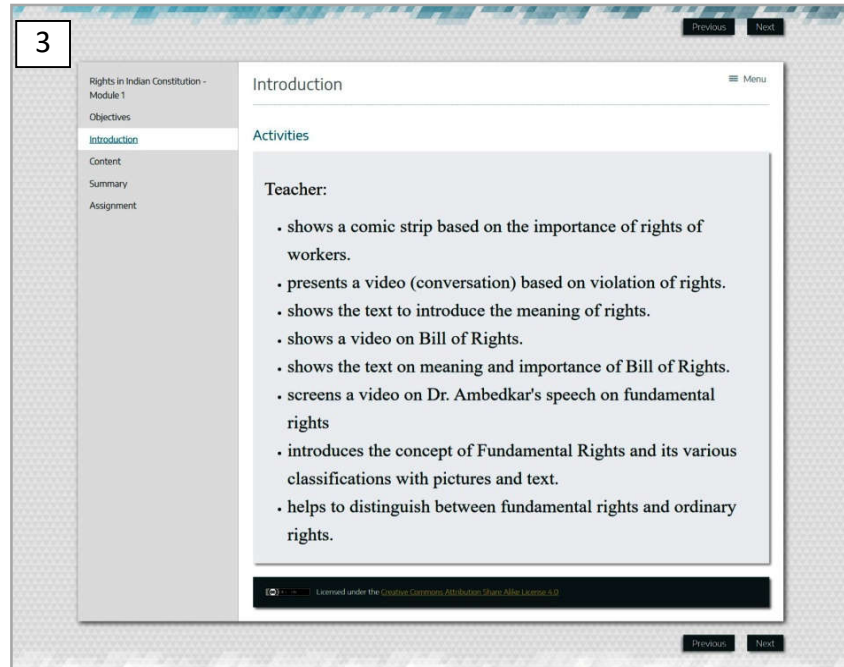 Previous Next
3
Rights in Indian Constitution -
Module 1
Objectives
Introduction
Content
Summary
Assignment
Introduction
Menu
Activities
Teacher:
• shows a comic strip based on the importance of rights of
workers.
• presents a video (conversation) based on violation of rights.
• shows the text to introduce the meaning of rights.
• shows a video on Bill of Rights.
• shows the text on meaning and importance of Bill of Rights.
• screens a video on Dr. Ambedkar's speech on fundamental
rights
• introduces the concept of Fundamental Rights and its various
classifications with pictures and text.
• helps to distinguish between fundamental rights and ordinary
rights.
Licensed under the Creative Commons Attribution Share Alike License 4.0
Previous Next